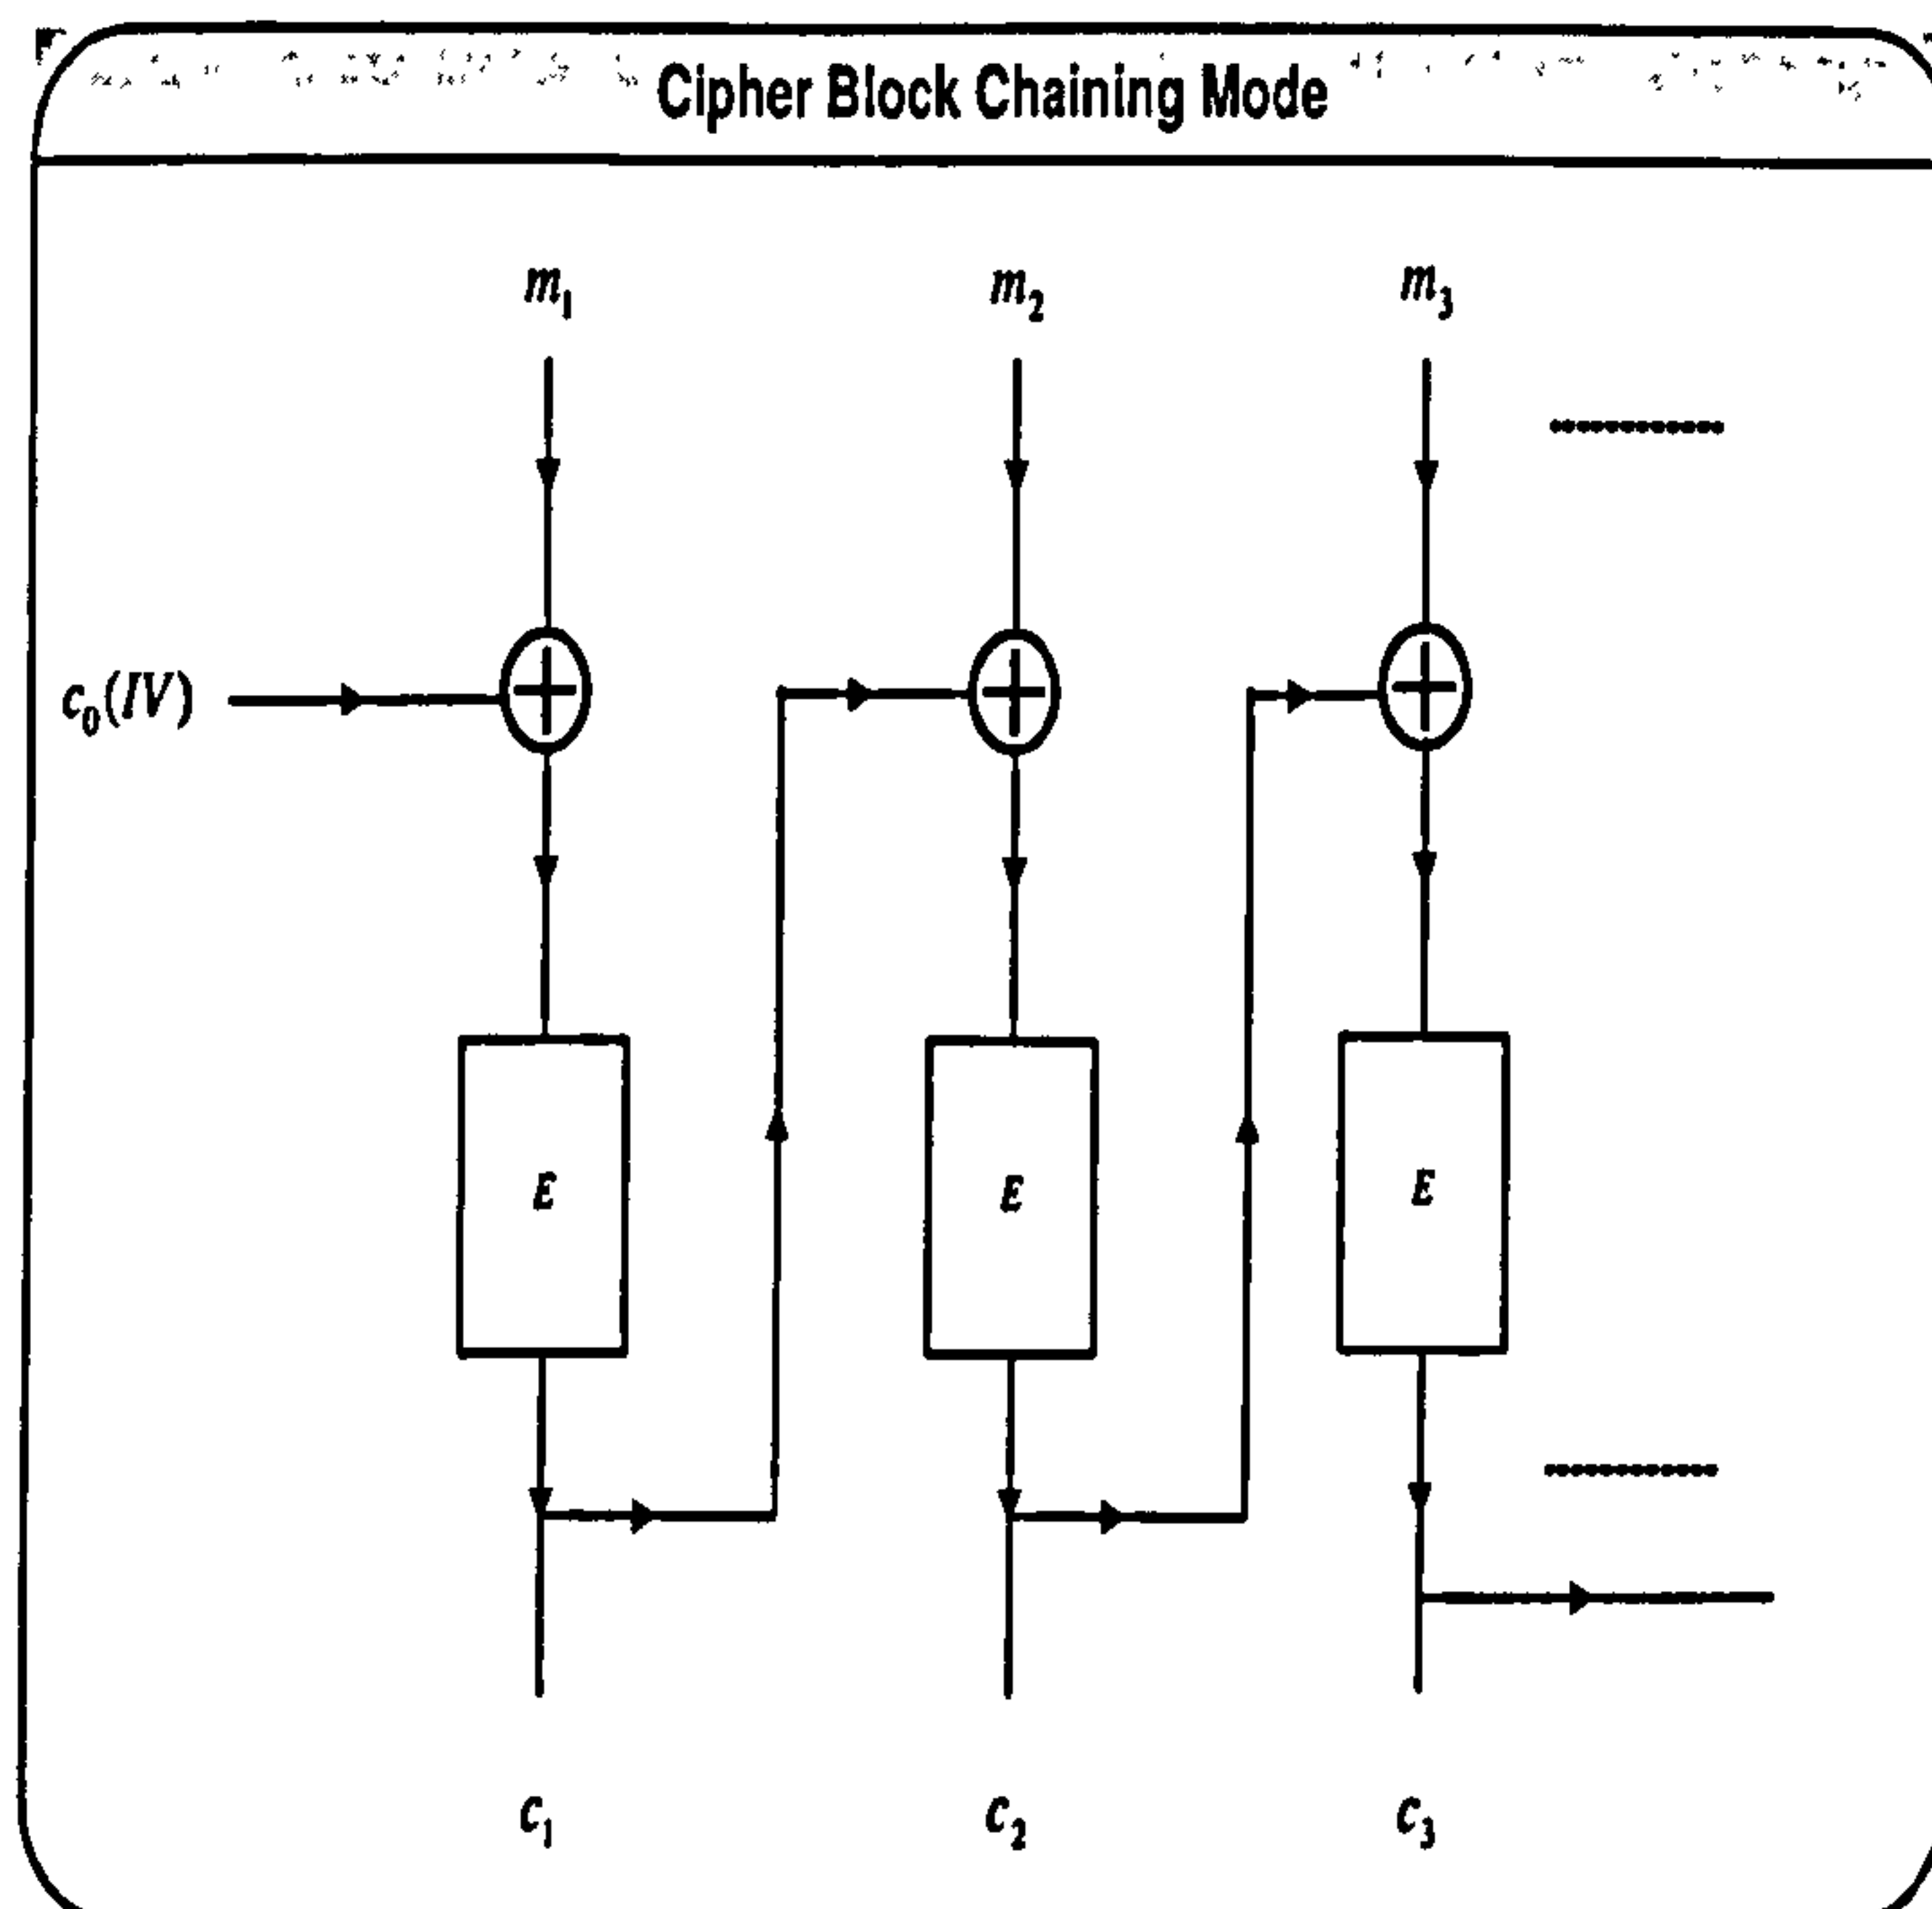 Cipher Block Chaining Mode
m₁ m₂ m₃
c₀(IV)
E E E
c₁ c₂ c₃